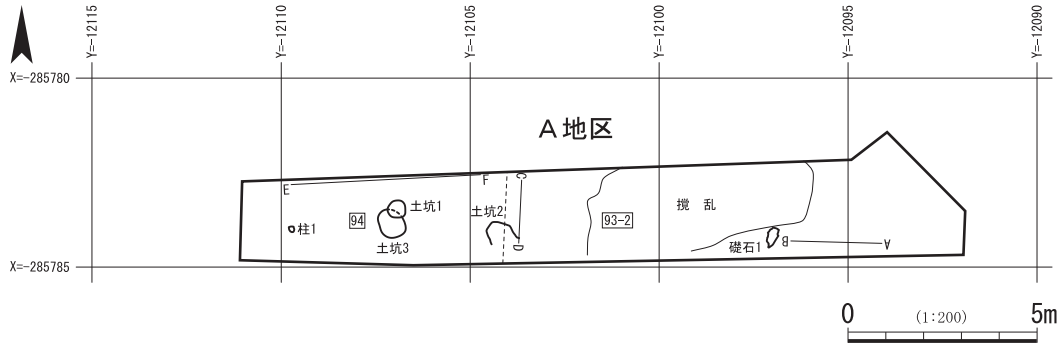 Y=-12115
Y=-12110
Y=-12105
Y=-12100
Y=-12095
Y=-12090
X=-285780
A地区
E
F
C
94
土坑1
土坑2
93-2
撹 乱
柱1
土坑3
D
礎石1
B
A
X=-285785
0
(1:200)
5m